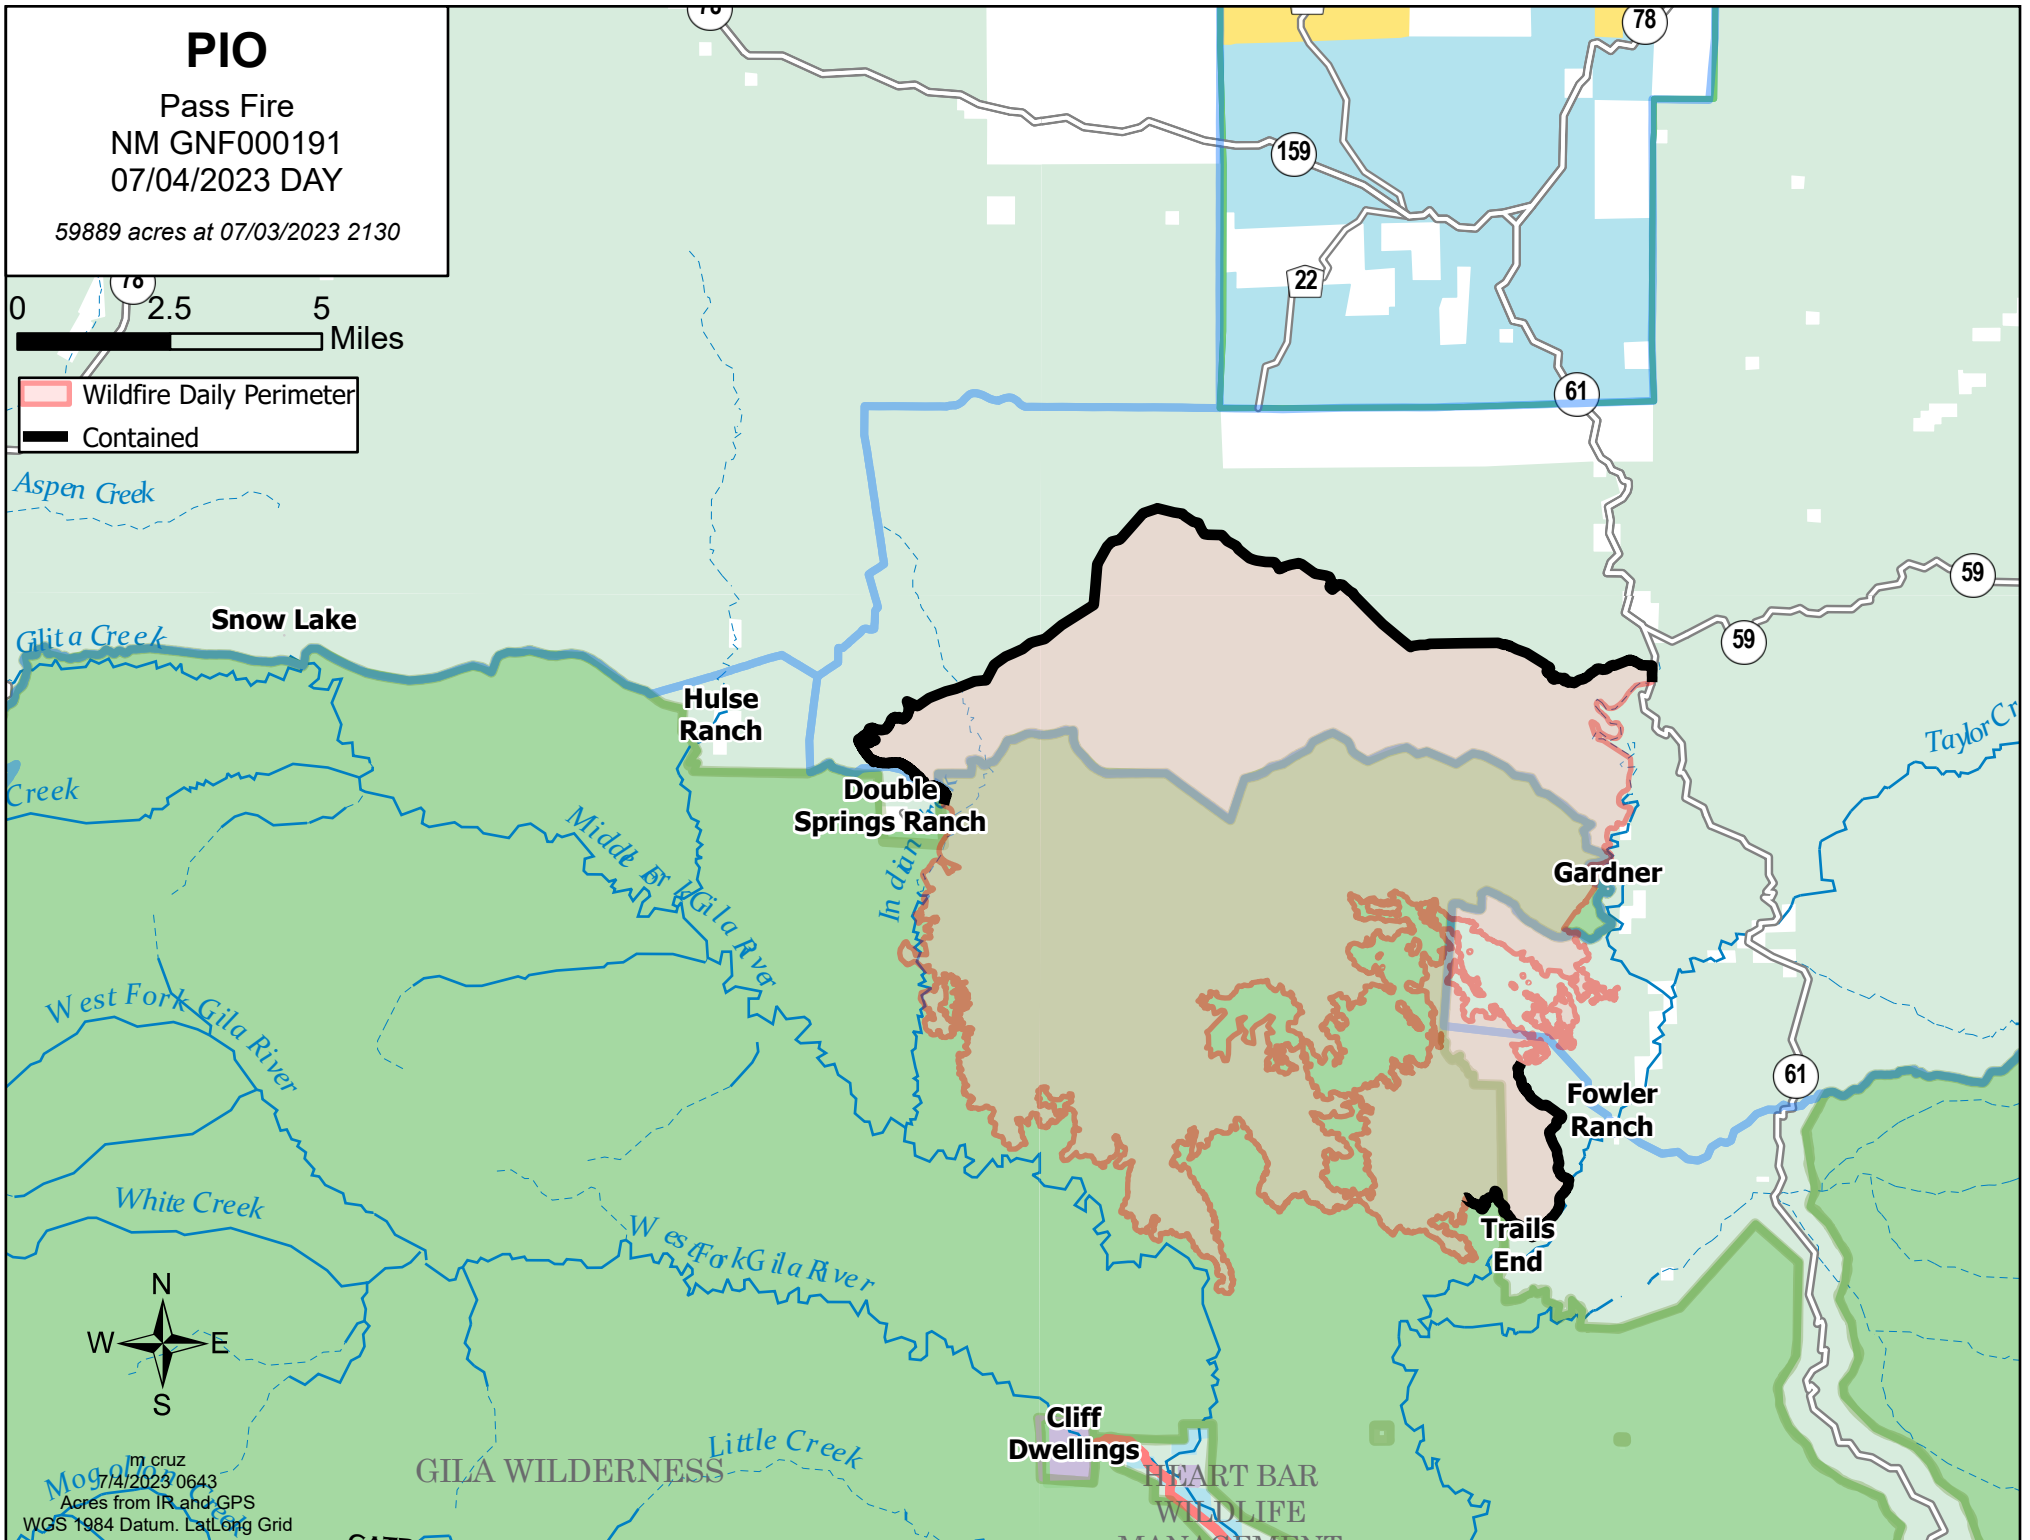 PIO
Pass Fire
NM GNF000191
07/04/2023 DAY
59889 acres at 07/03/2023 2130
78
78
159
22
61
78
0 2.5 5
Miles
Wildfire Daily Perimeter
Contained
Aspen Creek
59
59
Snow Lake
Gilita Creek
Hulse
Ranch
Taylor Cr
Creek
Double
Springs Ranch
Middle Fork Gila River
Indian
Gardner
West Fork Gila River
61
Fowler
Ranch
White Creek
West Fork Gila River
Trails
End
N
W E
S
Cliff
Dwellings
Little Creek
GILA WILDERNESS
HEART BAR
WILDLIFE
MANAGEMENT
Mogollon Creek
m cruz
7/4/2023 0643
Acres from IR and GPS
WGS 1984 Datum. LatLong Grid